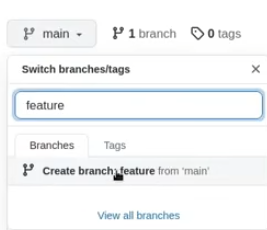 main 1 branch 0 tags
Switch branches/tags
feature
Branches Tags
Create branch: feature from 'main'
View all branches